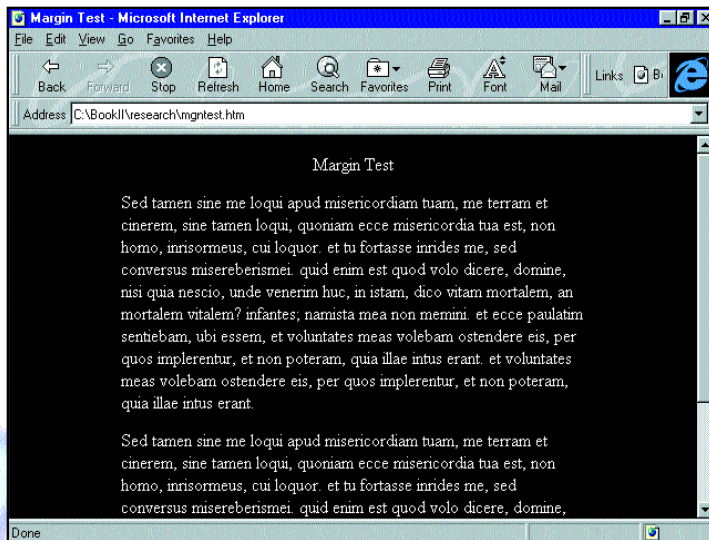 Margin Test - Microsoft Internet Explorer
File Edit View Go Favorites Help
Back Forward Stop Refresh Home Search Favorites Print Font Mail Links Bi
Address C:\BookII\research\mgntest.htm
Margin Test
Sed tamen sine me loqui apud misericordiam tuam, me terram et
cinerem, sine tamen loqui, quoniam ecce misericordia tua est, non
homo, inrisormeus, cui loquor. et tu fortasse inrides me, sed
conversus misereberismei. quid enim est quod volo dicere, domine,
nisi quia nescio, unde venerim huc, in istam, dico vitam mortalem, an
mortalem vitalem? infantes; namista mea non memini. et ecce paulatim
sentiebam, ubi essem, et voluntates meas volebam ostendere eis, per
quos implerentur, et non poteram, quia illae intus erant. et voluntates
meas volebam ostendere eis, per quos implerentur, et non poteram,
quia illae intus erant.
Sed tamen sine me loqui apud misericordiam tuam, me terram et
cinerem, sine tamen loqui, quoniam ecce misericordia tua est, non
homo, inrisormeus, cui loquor. et tu fortasse inrides me, sed
conversus misereberismei. quid enim est quod volo dicere, domine,
Done